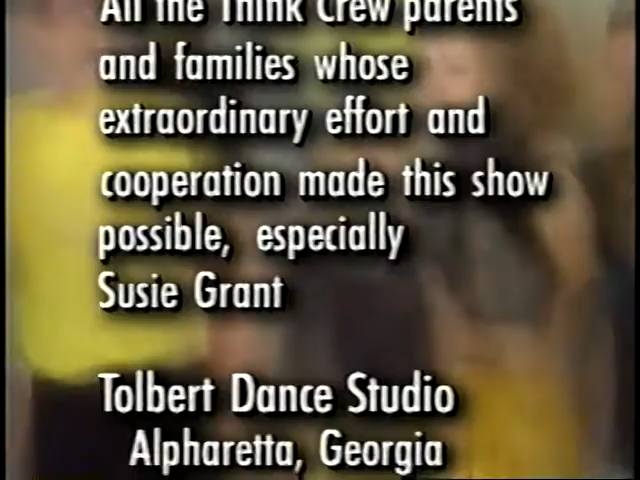 All the Think Crew parents
and families whose
extraordinary effort and
cooperation made this show
possible, especially
Susie Grant
Tolbert Dance Studio
Alpharetta, Georgia